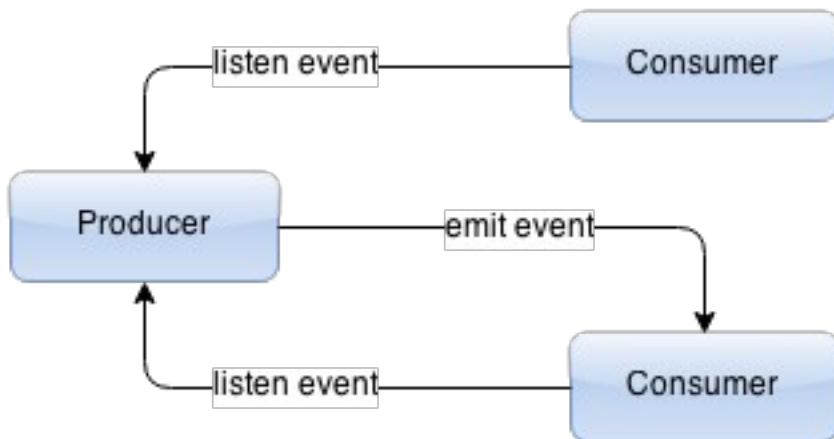 listen event
Consumer
Producer
emit event
listen event
Consumer